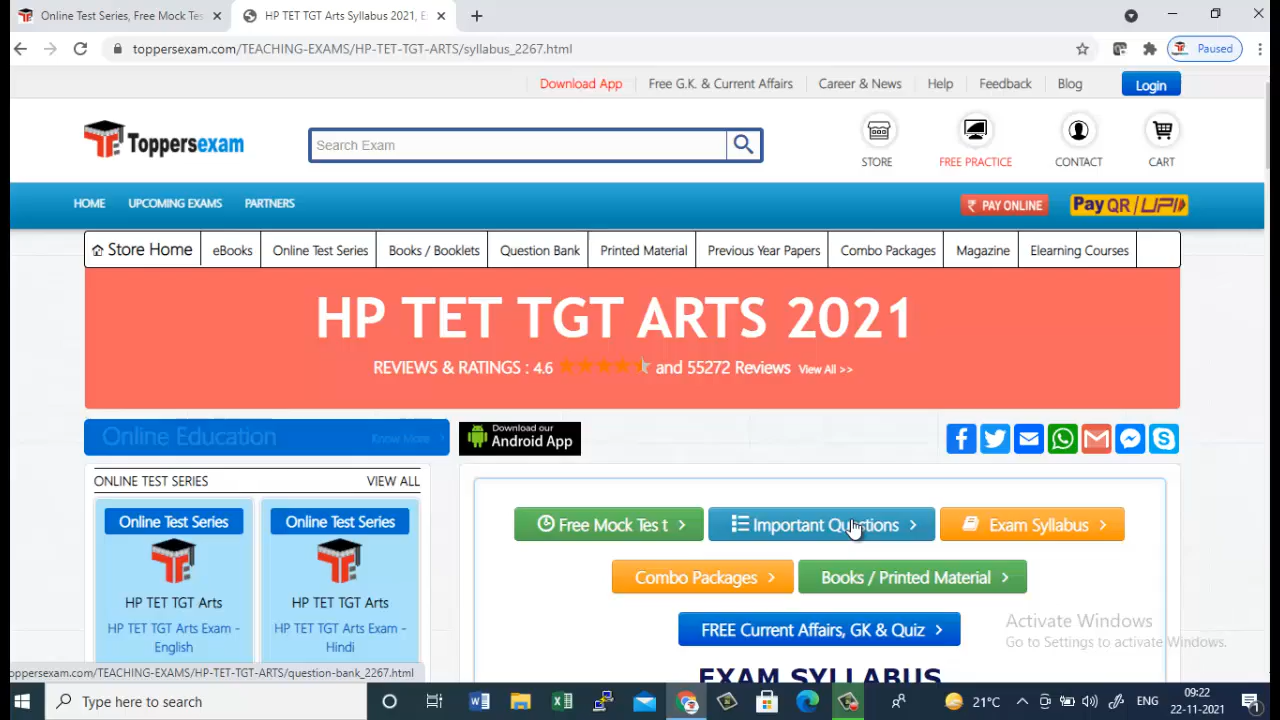 Online Test Series, Free Mock Tes
HP TET TGT Arts Syllabus 2021, E
toppersexam.com/TEACHING-EXAMS/HP-TET-TGT-ARTS/syllabus_2267.html
Paused
Download App
Free G.K. & Current Affairs
Career & News
Help
Feedback
Blog
Login
Toppersexam
Search Exam
STORE
FREE PRACTICE
CONTACT
CART
HOME
UPCOMING EXAMS
PARTNERS
₹ PAY ONLINE
Pay QR / UPI
Store Home
eBooks
Online Test Series
Books / Booklets
Question Bank
Printed Material
Previous Year Papers
Combo Packages
Magazine
Elearning Courses
HP TET TGT ARTS 2021
REVIEWS & RATINGS : 4.6 and 55272 Reviews View All >>
Online Education
Know More
Download our
Android App
ONLINE TEST SERIES
VIEW ALL
Online Test Series
HP TET TGT Arts
HP TET TGT Arts Exam -
English
Online Test Series
HP TET TGT Arts
HP TET TGT Arts Exam -
Hindi
Free Mock Tes t
Important Questions
Exam Syllabus
Combo Packages
Books / Printed Material
FREE Current Affairs, GK & Quiz
EXAM SYLLABUS
Activate Windows
Go to Settings to activate Windows.
oppersexam.com/TEACHING-EXAMS/HP-TET-TGT-ARTS/question-bank_2267.html
Type here to search
21°C
ENG
09:22
22-11-2021